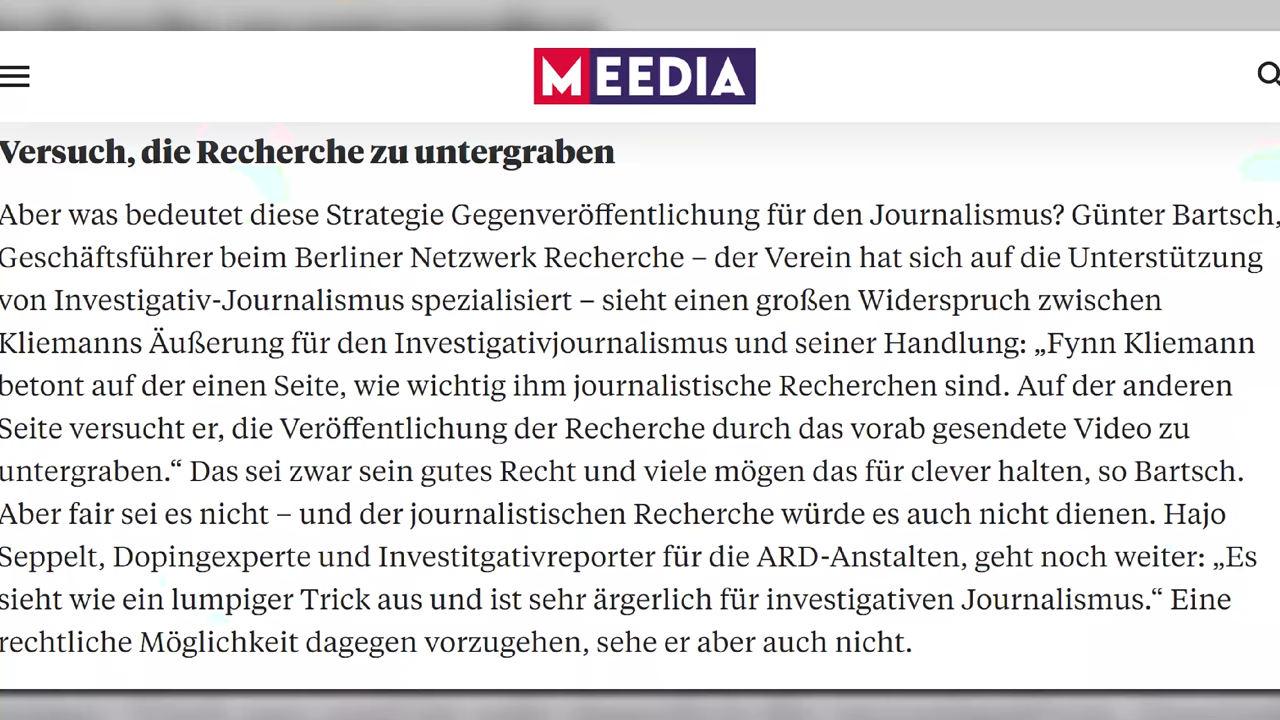 MEEDIA
Versuch, die Recherche zu untergraben
Aber was bedeutet diese Strategie Gegenveröffentlichung für den Journalismus? Günter Bartsch,
Geschäftsführer beim Berliner Netzwerk Recherche – der Verein hat sich auf die Unterstützung
von Investigativ-Journalismus spezialisiert – sieht einen großen Widerspruch zwischen
Kliemanns Äußerung für den Investigativjournalismus und seiner Handlung: „Fynn Kliemann
betont auf der einen Seite, wie wichtig ihm journalistische Recherchen sind. Auf der anderen
Seite versucht er, die Veröffentlichung der Recherche durch das vorab gesendete Video zu
untergraben.“ Das sei zwar sein gutes Recht und viele mögen das für clever halten, so Bartsch.
Aber fair sei es nicht – und der journalistischen Recherche würde es auch nicht dienen. Hajo
Seppelt, Dopingexperte und Investitgativreporter für die ARD-Anstalten, geht noch weiter: „Es
sieht wie ein lumpiger Trick aus und ist sehr ärgerlich für investigativen Journalismus.“ Eine
rechtliche Möglichkeit dagegen vorzugehen, sehe er aber auch nicht.